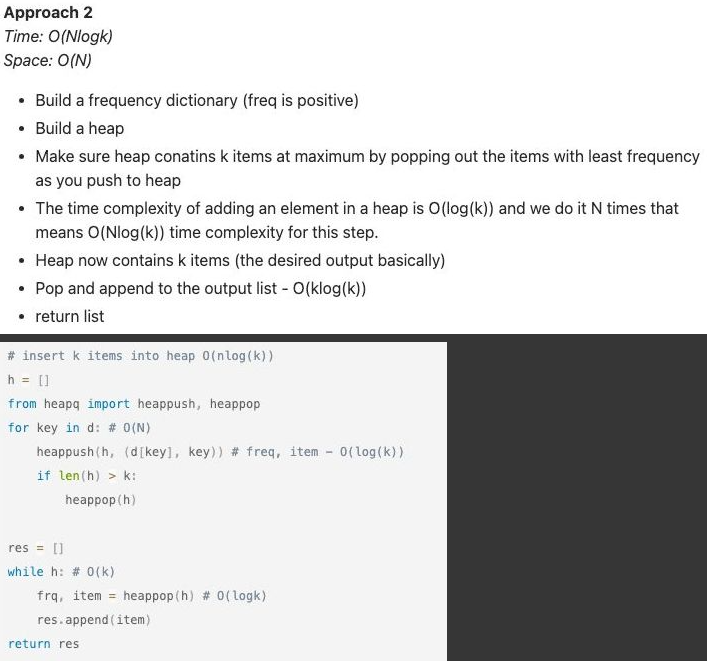 Approach 2
Time: O(Nlogk)
Space: O(N)
• Build a frequency dictionary (freq is positive)
• Build a heap
• Make sure heap conatins k items at maximum by popping out the items with least frequency
as you push to heap
• The time complexity of adding an element in a heap is O(log(k)) and we do it N times that
means O(Nlog(k)) time complexity for this step.
• Heap now contains k items (the desired output basically)
• Pop and append to the output list - O(klog(k))
• return list
# insert k items into heap O(nlog(k))
h = []
from heapq import heappush, heappop
for key in d: # O(N)
    heappush(h, (d[key], key)) # freq, item - O(log(k))
    if len(h) > k:
        heappop(h)
res = []
while h: # O(k)
    frq, item = heappop(h) # O(logk)
    res.append(item)
return res